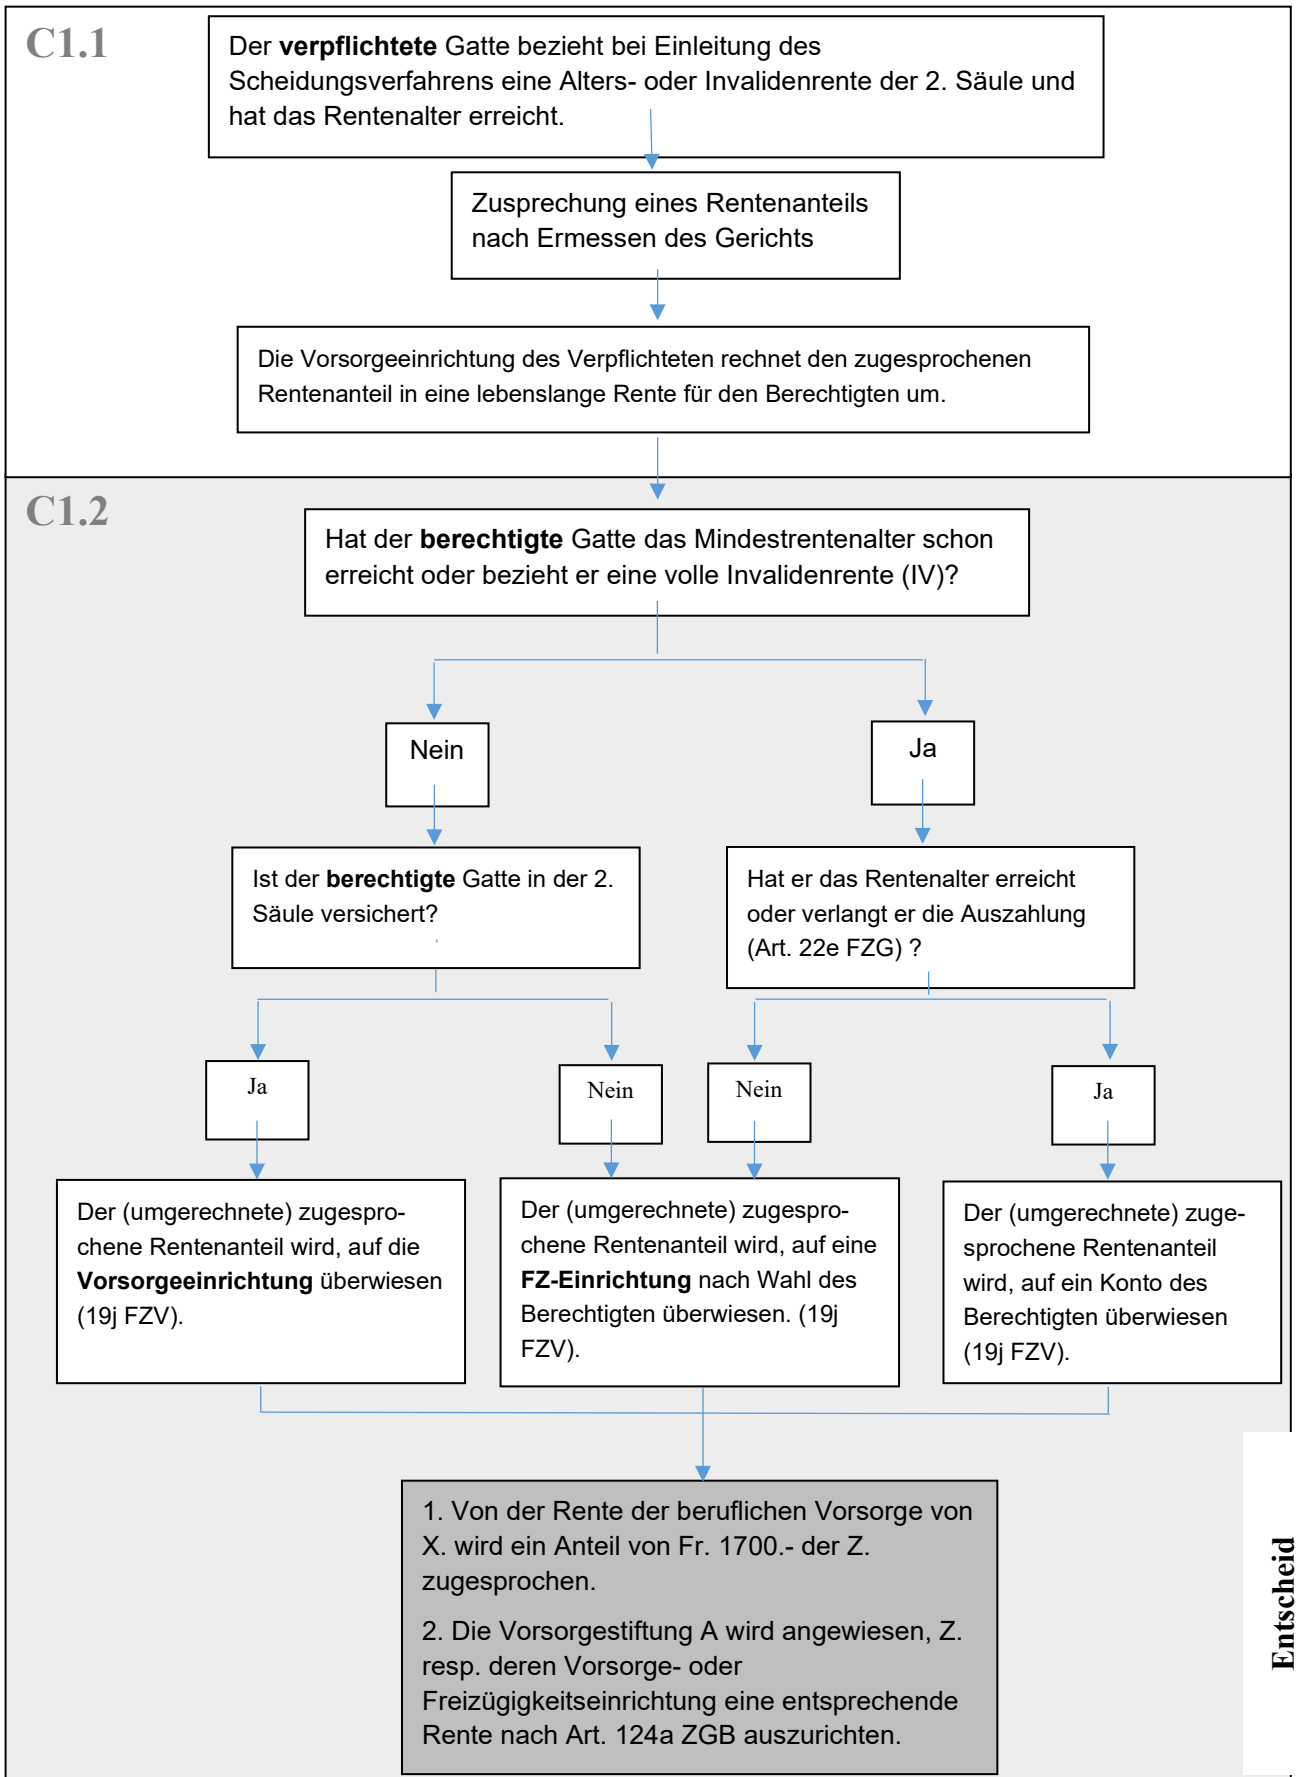 C1.1
Der verpflichtete Gatte bezieht bei Einleitung des
Scheidungsverfahrens eine Alters- oder Invalidenrente der 2. Säule und
hat das Rentenalter erreicht.
Zusprechung eines Rentenanteils
nach Ermessen des Gerichts
Die Vorsorgeeinrichtung des Verpflichteten rechnet den zugesprochenen
Rentenanteil in eine lebenslange Rente für den Berechtigten um.
C1.2
Hat der berechtigte Gatte das Mindestrentenalter schon
erreicht oder bezieht er eine volle Invalidenrente (IV)?
Nein
Ja
Ist der berechtigte Gatte in der 2.
Säule versichert?
Hat er das Rentenalter erreicht
oder verlangt er die Auszahlung
(Art. 22e FZG) ?
Ja
Nein
Nein
Ja
Der (umgerechnete) zugespro-
chene Rentenanteil wird, auf die
Vorsorgeeinrichtung überwiesen
(19j FZV).
Der (umgerechnete) zugespro-
chene Rentenanteil wird, auf eine
FZ-Einrichtung nach Wahl des
Berechtigten überwiesen. (19j
FZV).
Der (umgerechnete) zuge-
sprochene Rentenanteil
wird, auf ein Konto des
Berechtigten überwiesen
(19j FZV).
1. Von der Rente der beruflichen Vorsorge von
X. wird ein Anteil von Fr. 1700.- der Z.
zugesprochen.
2. Die Vorsorgestiftung A wird angewiesen, Z.
resp. deren Vorsorge- oder
Freizügigkeitseinrichtung eine entsprechende
Rente nach Art. 124a ZGB auszurichten.
Entscheid